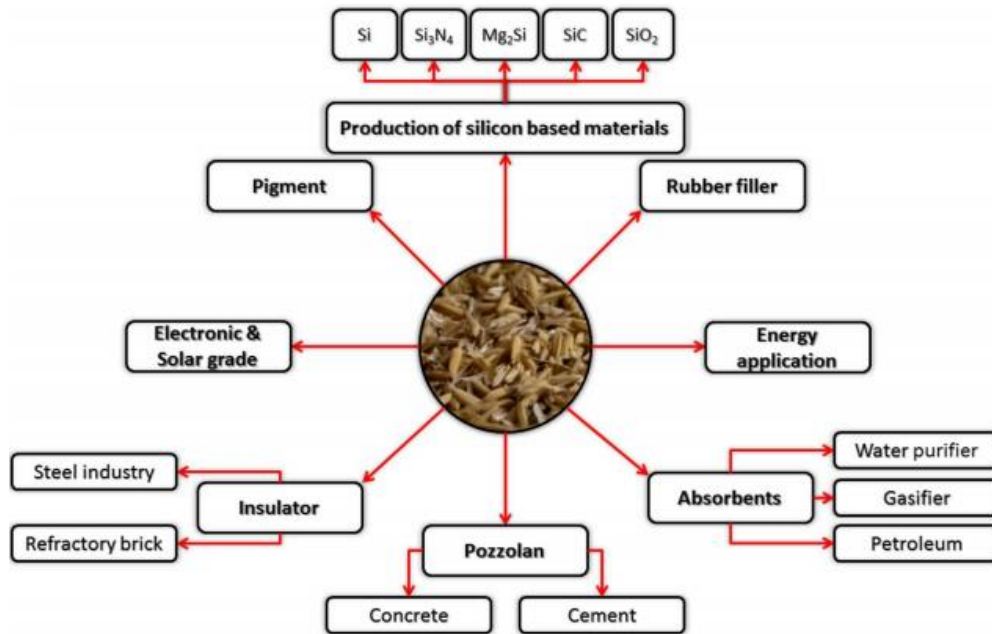 Si
Si₃N₄
Mg₂Si
SiC
SiO₂
Production of silicon based materials
Pigment
Rubber filler
Electronic &
Solar grade
Energy
application
Steel industry
Insulator
Refractory brick
Water purifier
Absorbents
Gasifier
Petroleum
Pozzolan
Concrete
Cement